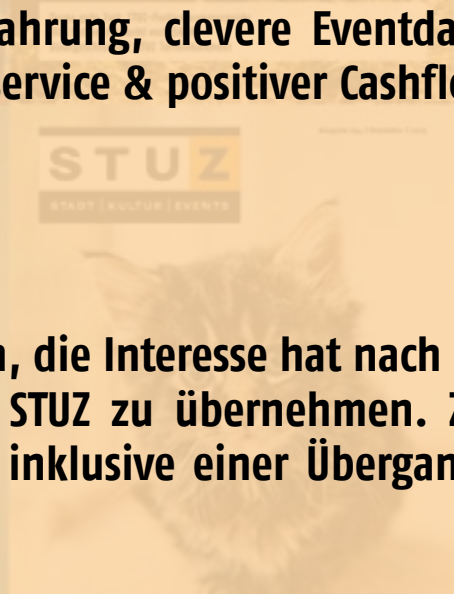 ahrung, clevere Eventda
service & positiver Cashfl
STUZ
STADT | KULTUR | EVENTS
, die Interesse hat nach
STUZ zu übernehmen.
inklusive einer Übergan